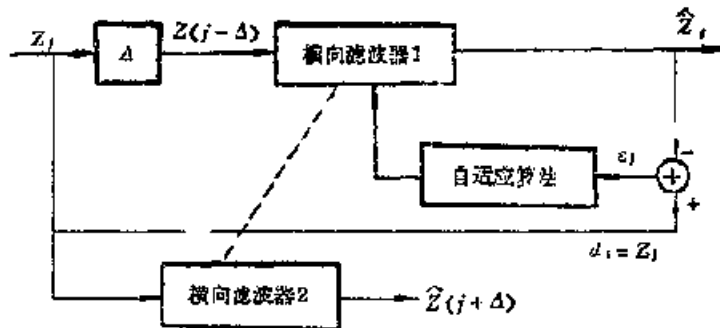 Z_j
Δ
Z(j-Δ)
横向滤波器1
Ẑ_j
自适应算法
ε_j
-
+
+
d_j = Z_j
横向滤波器2
Ẑ(j+Δ)